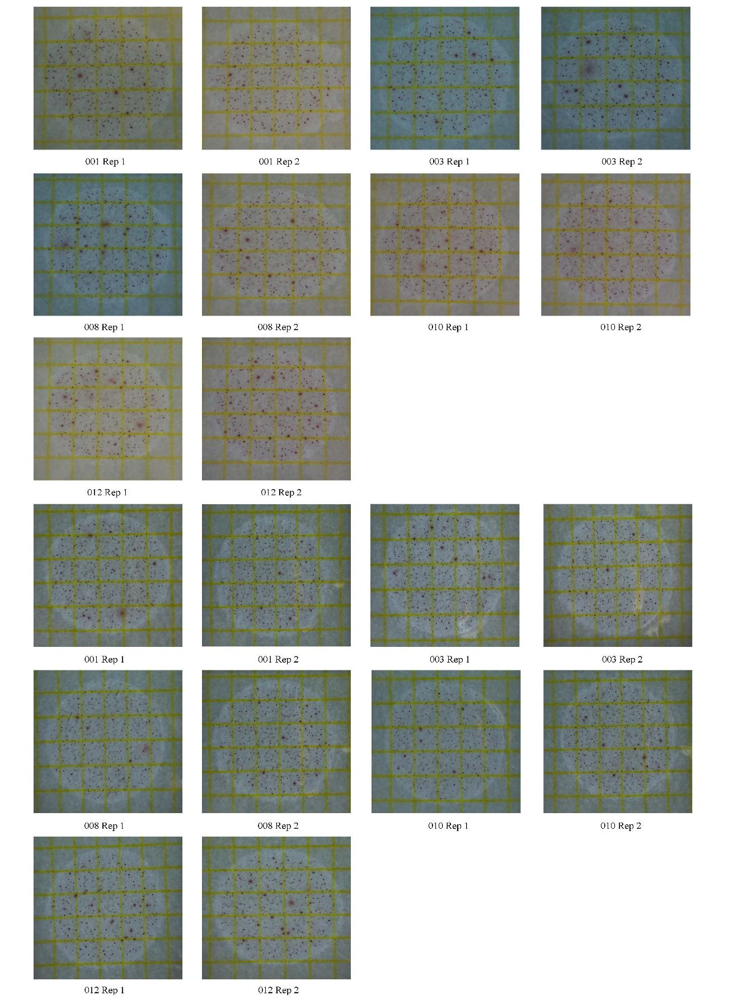 001 Rep 1
001 Rep 2
003 Rep 1
003 Rep 2
008 Rep 1
008 Rep 2
010 Rep 1
010 Rep 2
012 Rep 1
012 Rep 2
001 Rep 1
001 Rep 2
003 Rep 1
003 Rep 2
008 Rep 1
008 Rep 2
010 Rep 1
010 Rep 2
012 Rep 1
012 Rep 2